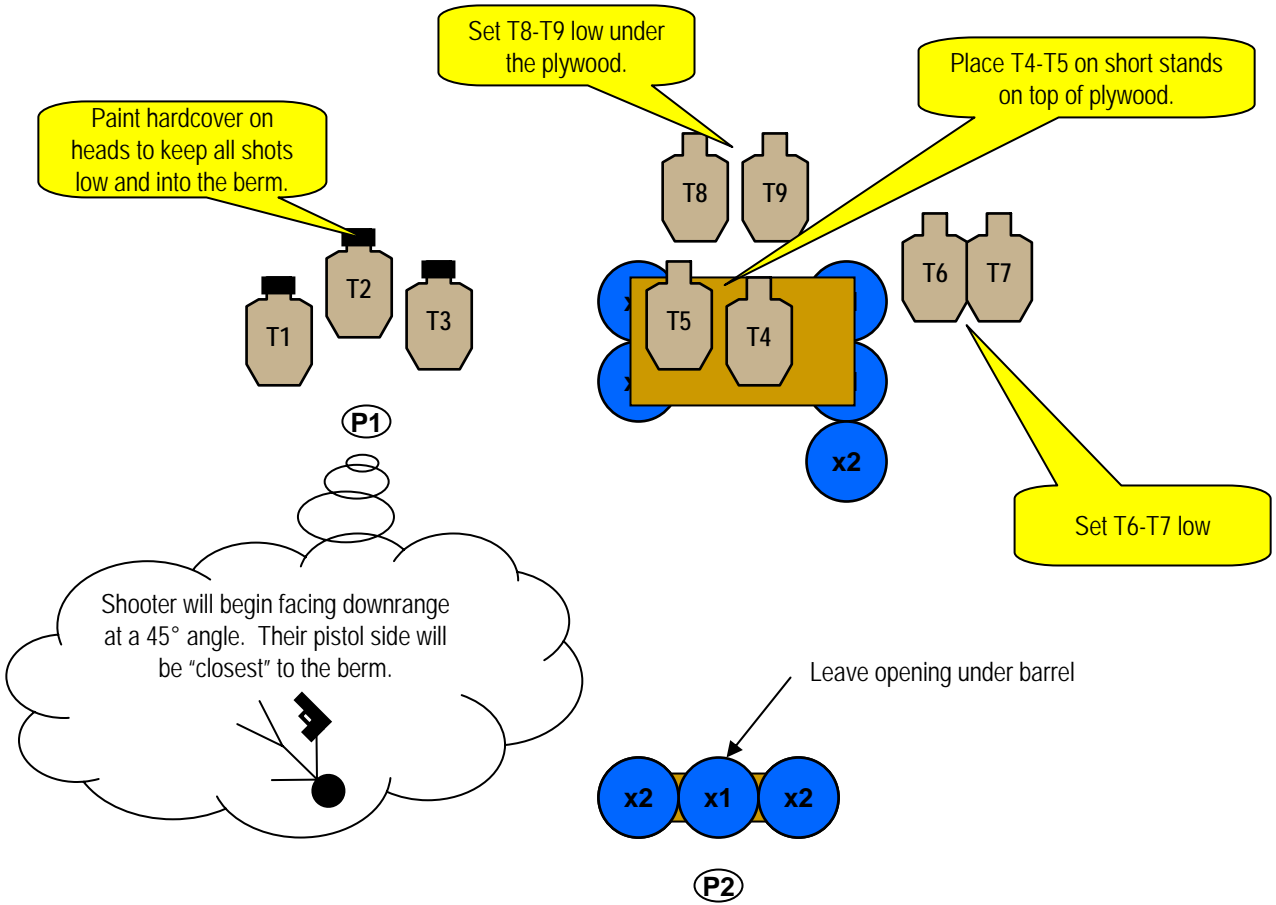 Set T8-T9 low under
the plywood.
Place T4-T5 on short stands
on top of plywood.
Paint hardcover on
heads to keep all shots
low and into the berm.
T8
T9
T6
T7
T2
T1
T3
T5
T4
P1
x2
Set T6-T7 low
Shooter will begin facing downrange
at a 45° angle. Their pistol side will
be "closest" to the berm.
Leave opening under barrel
x2
x1
x2
P2